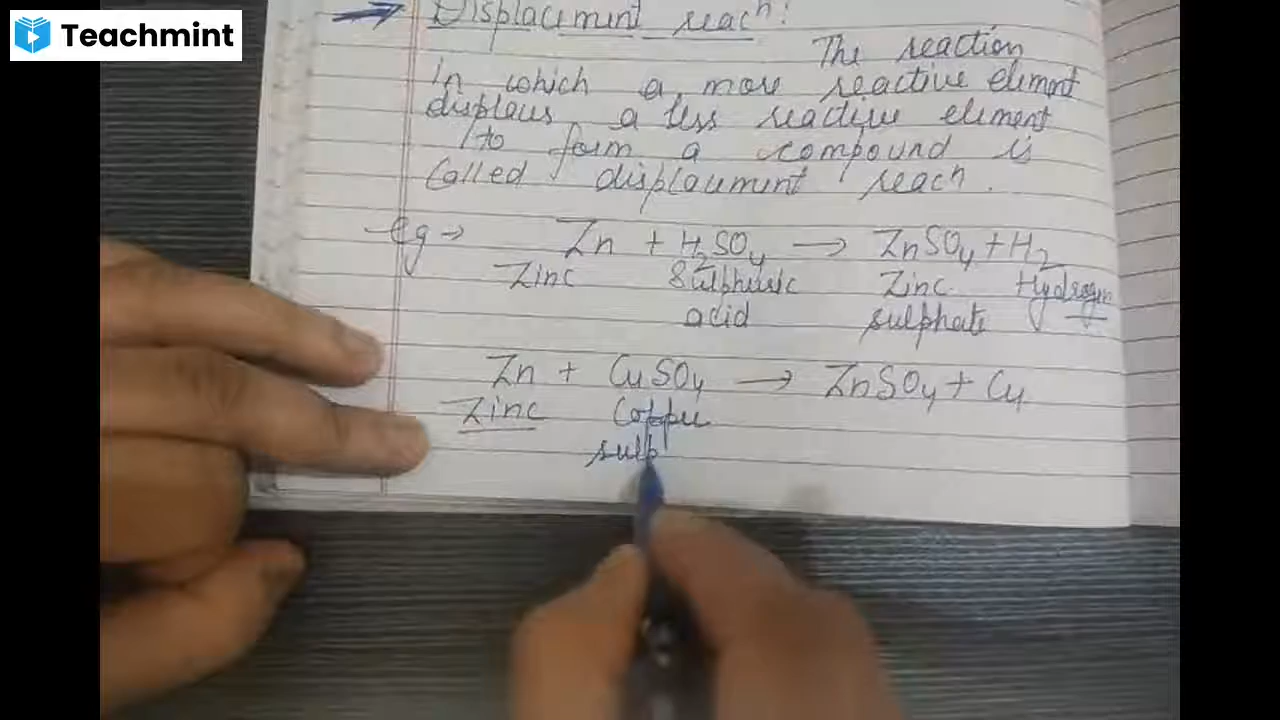 Teachmint
Displacement reacⁿ:
The reaction
in which a more reactive element
displaces a less reactive element
to form a compound is
called displacement reacⁿ.
eg → Zn + H₂SO₄ → ZnSO₄ + H₂
Zinc Sulphuric Zinc Hydrogen
acid sulphate
Zn + CuSO₄ → ZnSO₄ + Cu
Zinc Copper
sulp